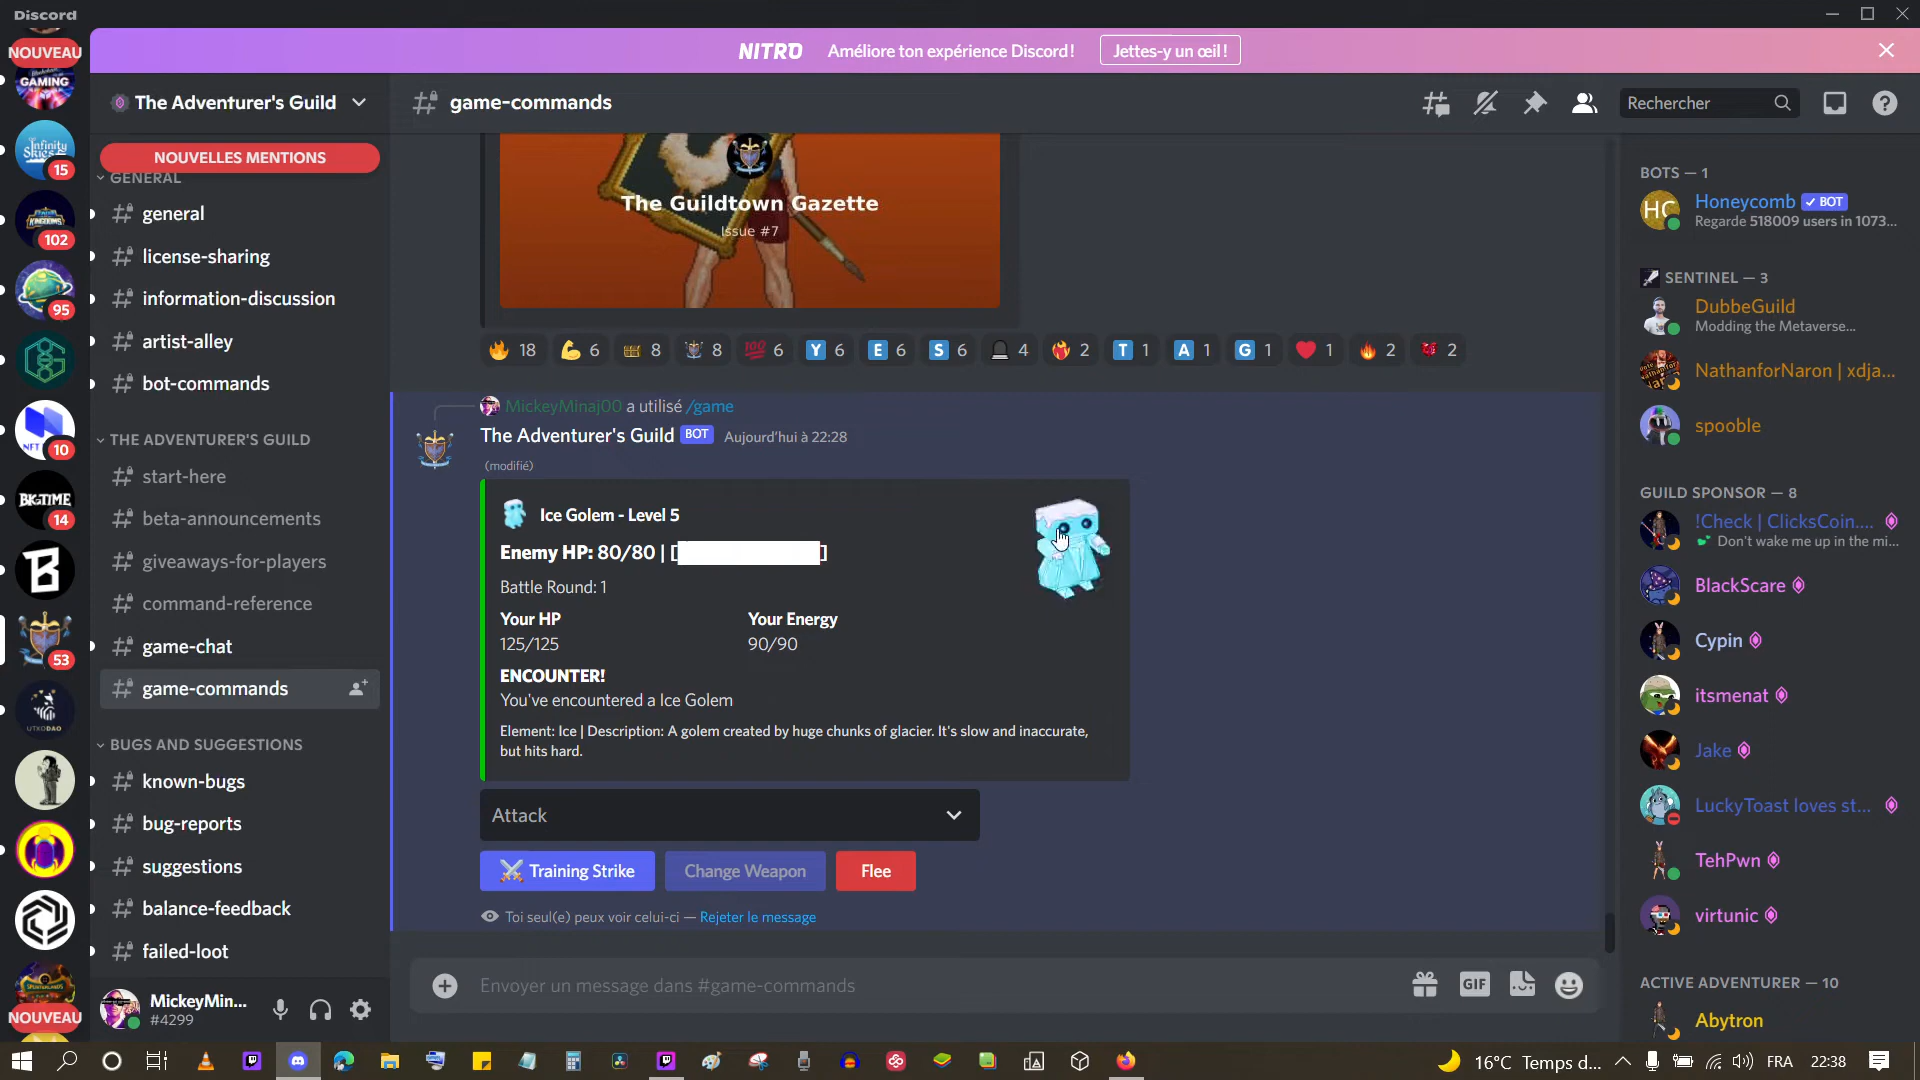 Discord
NITRO Améliore ton expérience Discord ! Jettes-y un œil !
NOUVEAU
GAMING
Infinity Skies
15
KINGDOMS
102
95
NFT
10
BIGTIME
14
53
UTXO DAO
NOUVEAU
The Adventurer's Guild
NOUVELLES MENTIONS
GENERAL
general
license-sharing
information-discussion
artist-alley
bot-commands
THE ADVENTURER'S GUILD
start-here
beta-announcements
giveaways-for-players
command-reference
game-chat
game-commands
BUGS AND SUGGESTIONS
known-bugs
bug-reports
suggestions
balance-feedback
failed-loot
MickeyMin...
#4299
game-commands
Rechercher
The Guildtown Gazette
Issue #7
18 6 8 8 100 6 Y 6 E 6 S 6 4 2 T 1 A 1 G 1 1 2 2
MickeyMinaj00 a utilisé /game
The Adventurer's Guild BOT Aujourd'hui à 22:28
(modifié)
Ice Golem - Level 5
Enemy HP: 80/80 | [ ]
Battle Round: 1
Your HP Your Energy
125/125 90/90
ENCOUNTER!
You've encountered a Ice Golem
Element: Ice | Description: A golem created by huge chunks of glacier. It's slow and inaccurate,
but hits hard.
Attack
Training Strike Change Weapon Flee
Toi seul(e) peux voir celui-ci — Rejeter le message
Envoyer un message dans #game-commands
GIF
BOTS — 1
HC
Honeycomb BOT
Regarde 518009 users in 1073...
SENTINEL — 3
DubbeGuild
Modding the Metaverse...
NathanforNaron | xdja...
spooble
GUILD SPONSOR — 8
!Check | ClicksCoin....
Don't wake me up in the mi...
BlackScare
Cypin
itsmenat
Jake
LuckyToast loves st...
TehPwn
virtunic
ACTIVE ADVENTURER — 10
Abytron
16°C Temps d... FRA 22:38